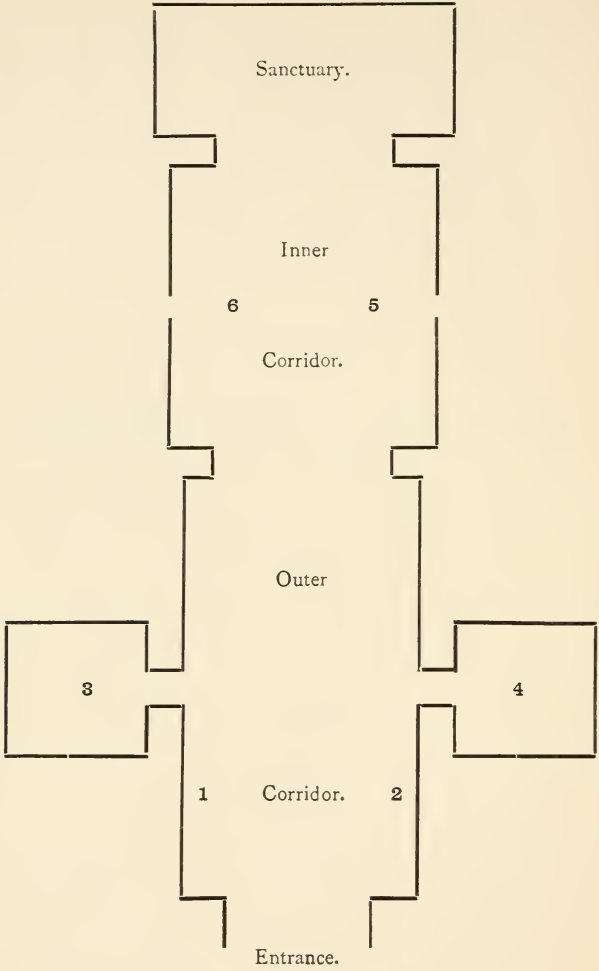 Sanctuary.
Inner
6 5
Corridor.
Outer
3 4
1 Corridor. 2
Entrance.